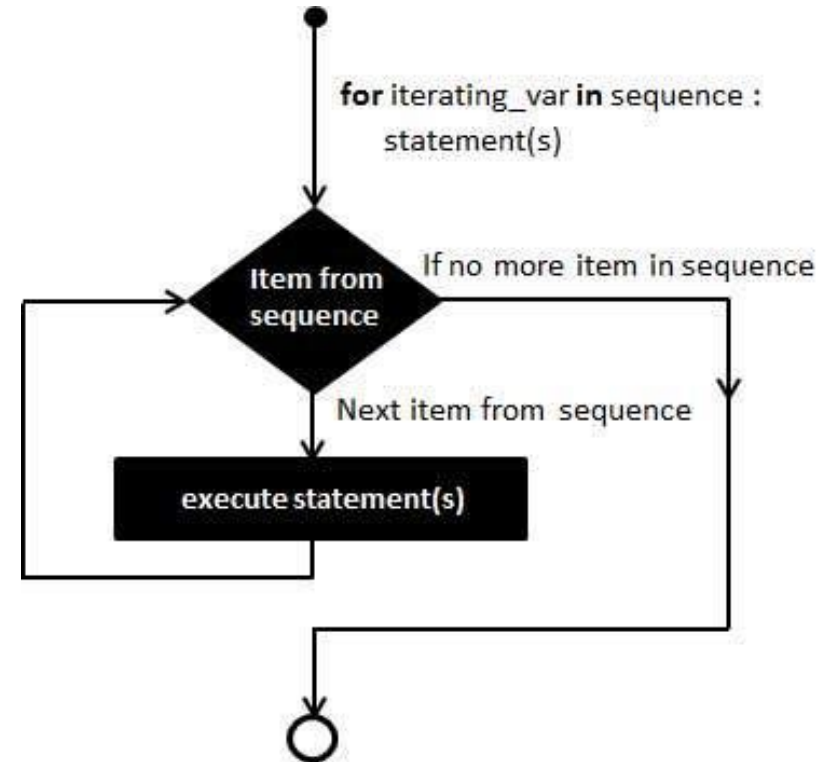 for iterating_var in sequence :
statement(s)
Item from
sequence
If no more item in sequence
Next item from sequence
execute statement(s)